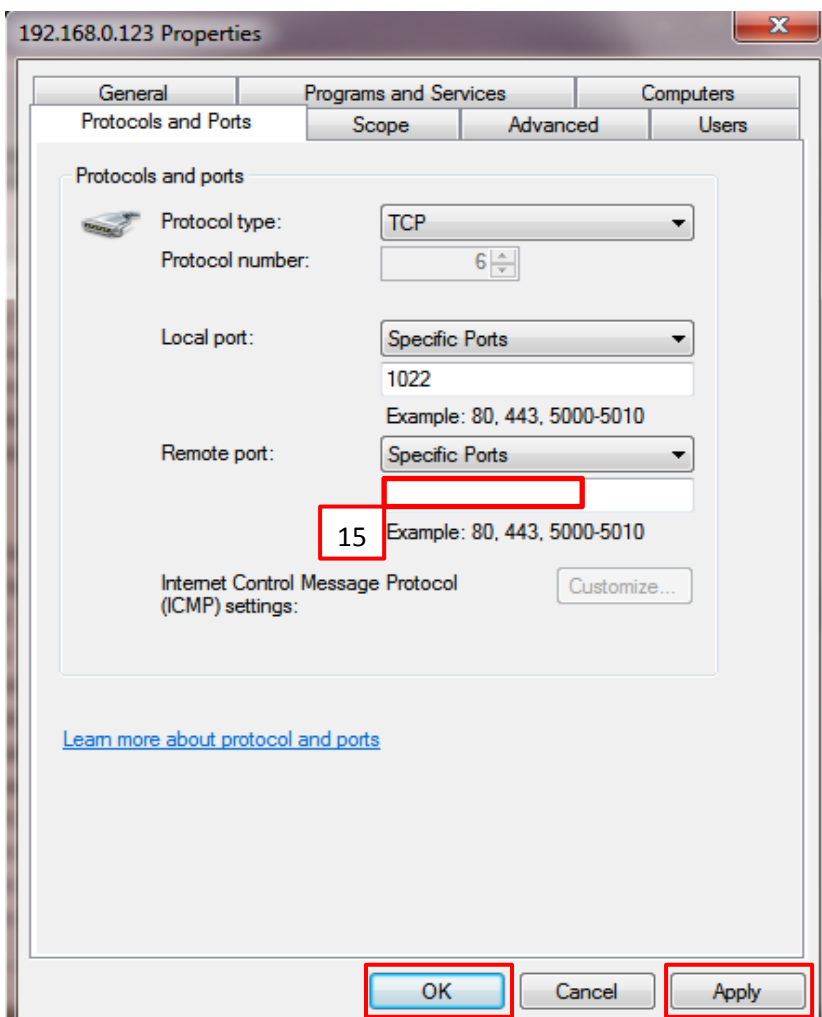 192.168.0.123 Properties
General Programs and Services Computers
Protocols and Ports Scope Advanced Users
Protocols and ports
Protocol type: TCP
Protocol number: 6
Local port: Specific Ports
1022
Example: 80, 443, 5000-5010
Remote port: Specific Ports
15 Example: 80, 443, 5000-5010
Internet Control Message Protocol Customize...
(ICMP) settings:
Learn more about protocol and ports
OK Cancel Apply